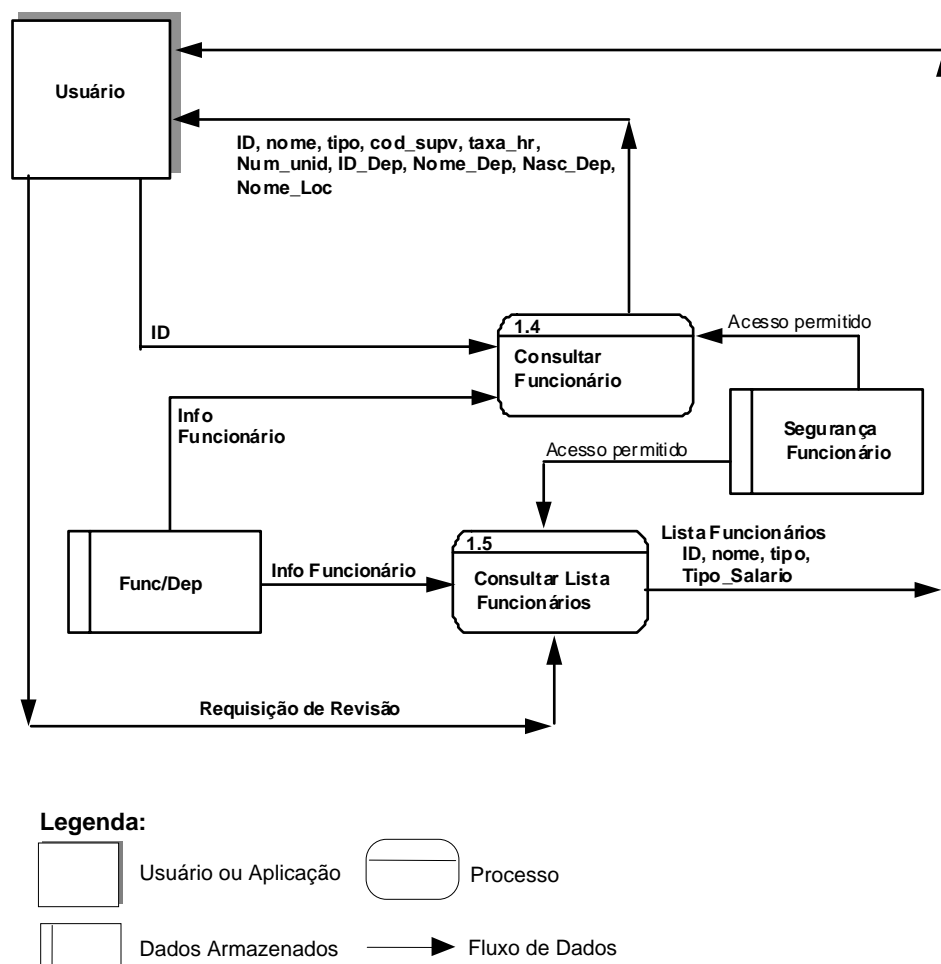 Usuário
ID, nome, tipo, cod_supv, taxa_hr,
Num_unid, ID_Dep, Nome_Dep, Nasc_Dep,
Nome_Loc
ID
1.4
Consultar
Funcionário
Acesso permitido
Info
Funcionário
Segurança
Funcionário
Acesso permitido
Func/Dep
Info Funcionário
1.5
Consultar Lista
Funcionários
Lista Funcionários
ID, nome, tipo,
Tipo_Salario
Requisição de Revisão
Legenda:
Usuário ou Aplicação
Processo
Dados Armazenados
Fluxo de Dados